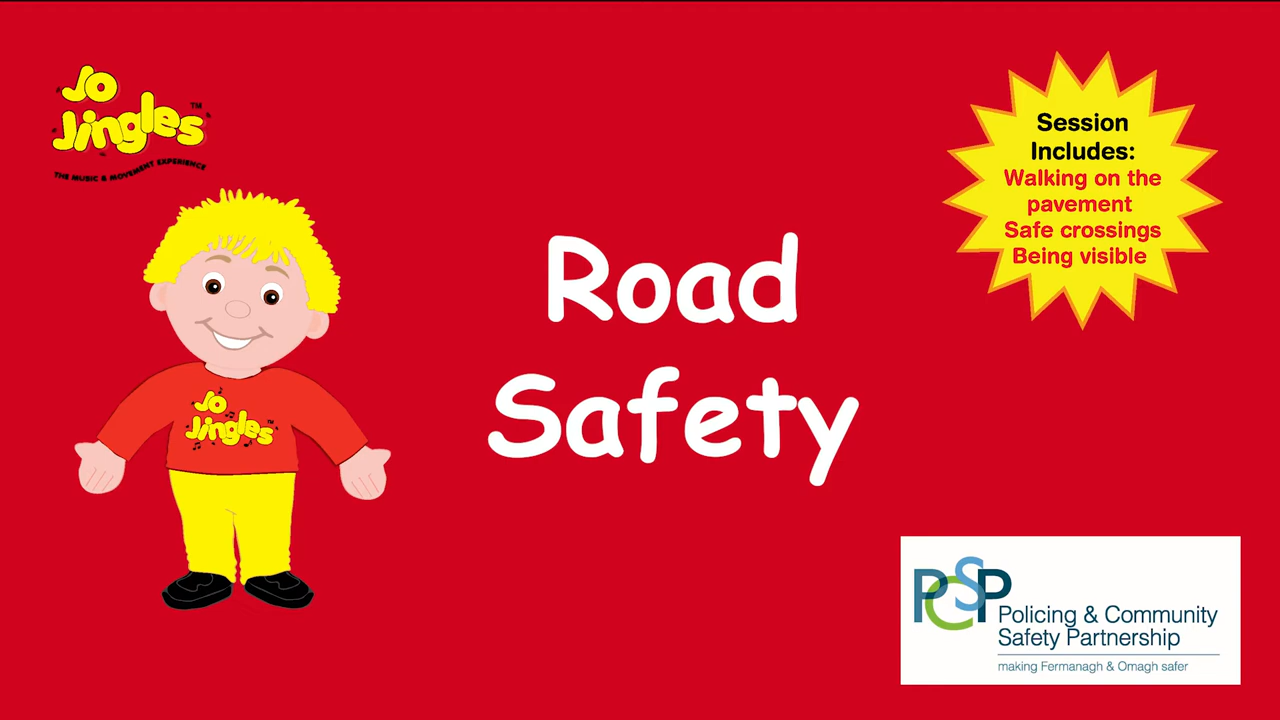 Jo
Jingles
TM
THE MUSIC & MOVEMENT EXPERIENCE
Session
Includes:
Walking on the
pavement
Safe crossings
Being visible
Road
Safety
Jo
Jingles
TM
PCSP
Policing & Community
Safety Partnership
making Fermanagh & Omagh safer